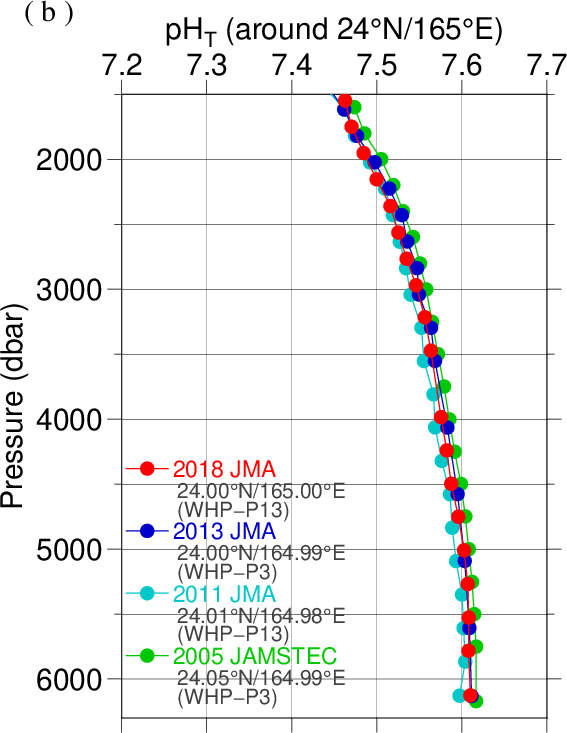 (b)
pHT (around 24°N/165°E)
7.2 7.3 7.4 7.5 7.6 7.7
Pressure (dbar)
2000
3000
4000
5000
6000
2018 JMA
24.00°N/165.00°E
(WHP−P13)
2013 JMA
24.00°N/164.99°E
(WHP−P3)
2011 JMA
24.01°N/164.98°E
(WHP−P13)
2005 JAMSTEC
24.05°N/164.99°E
(WHP−P3)